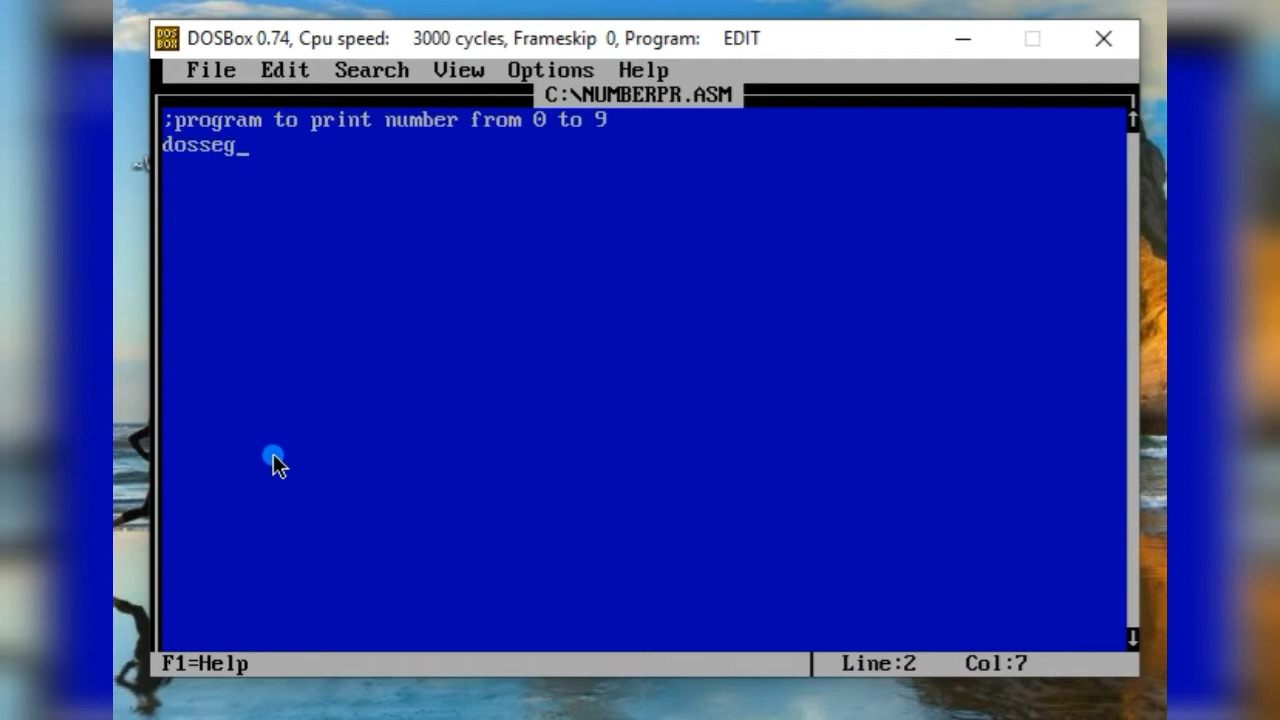 DOSBox 0.74, Cpu speed: 3000 cycles, Frameskip 0, Program: EDIT
File Edit Search View Options Help
C:\NUMBERPR.ASM
;program to print number from 0 to 9
dosseg_
F1=Help Line:2 Col:7